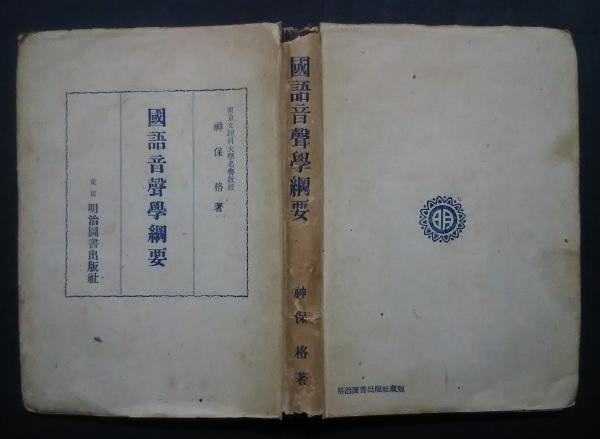 東京文理科大學名譽敎授
神保格著
國語音聲學綱要
東京 明治圖書出版社
國語音聲學綱要 神保格著
明治圖書出版社藏版